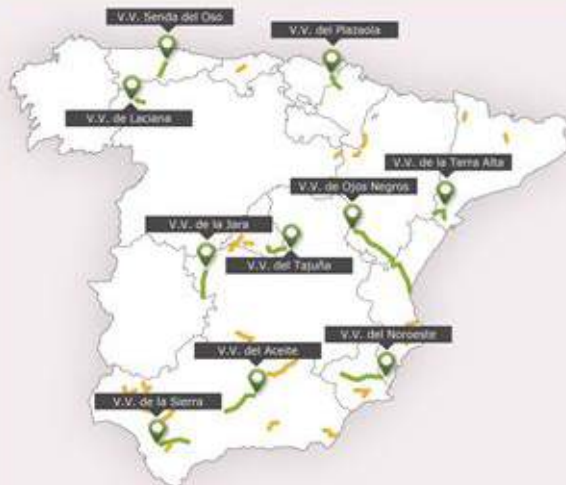 V.V. Senda del Oso
V.V. del Plazaola
V.V. de Laciana
V.V. de la Terra Alta
V.V. de Ojos Negros
V.V. de la Jara
V.V. del Tajuña
V.V. del Noroeste
V.V. del Aceite
V.V. de la Sierra